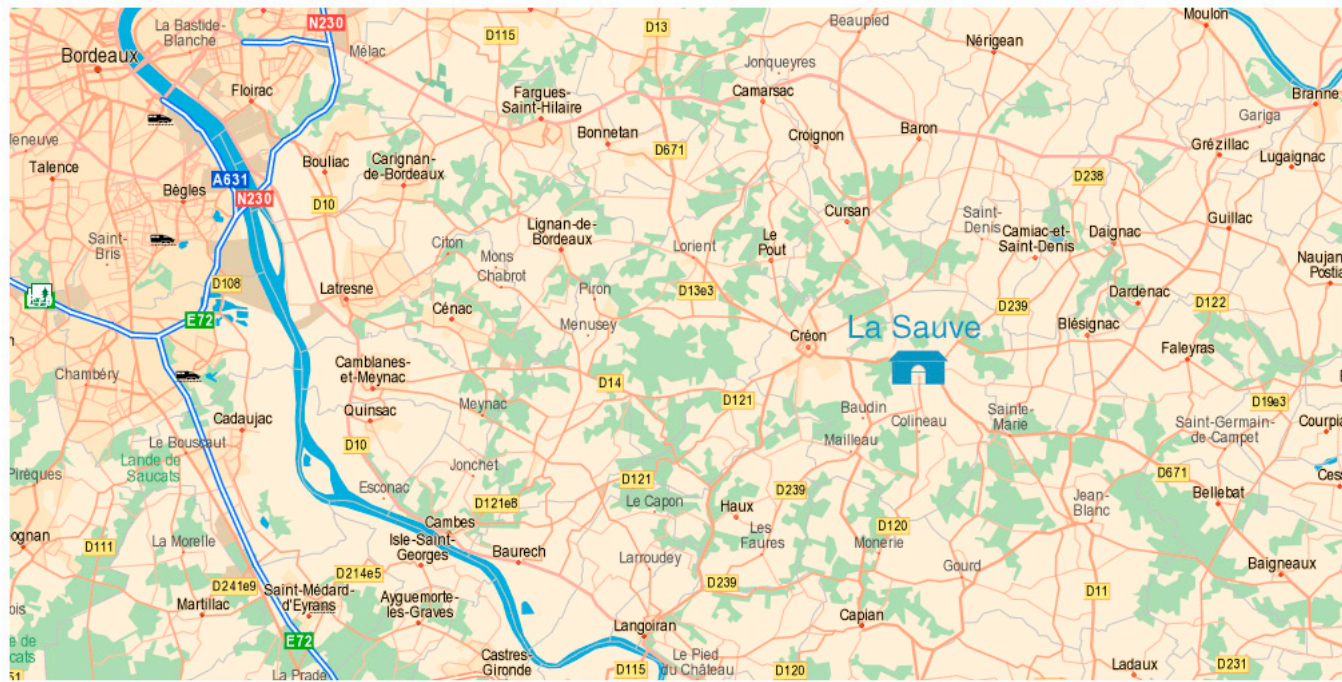 La Bastide-
Blanche
N230
D115
D13
Beaupied
Moulon
Bordeaux
Mélac
Nérigean
Jonqueyres
Floirac
Fargues-
Saint-Hilaire
Camarsac
Branne
Gariga
Bonnetan
Croignon
Baron
Talence
Bouliac
Carignan-
de-Bordeaux
D671
Grézillac
Lugaignac
A631
Bègles
N230
D10
D238
Saint-
Bris
Citon
Mons
Chabrot
Lignan-de-
Bordeaux
Lorient
Le
Pout
Cursan
Saint-
Denis
Camiac-et-
Saint-Denis
Daignac
Guillac
D108
Latresne
Piron
D13e3
D239
Dardenac
D122
E72
Cénac
Menusey
Créon
La Sauve
Blésignac
Faleyras
Chambéry
Camblanes-
et-Meynac
D14
D121
Baudin
Colineau
Sainte-
Marie
D19e3
Saint-Germain-
de-Campet
Quinsac
Meynac
Mailleau
Cadaujac
Le Bouscaut
D10
Lande de
Saucats
Pirèques
Jonchet
D121
D239
D671
Bellebat
Esconac
D121e8
Le Capon
Haux
Jean-
Blanc
Cambes
Les
Faures
D120
Monerie
D111
La Morelle
Isle-Saint-
Georges
Baurech
Larroudey
Gourd
Baigneaux
D241e9
D214e5
D239
D11
Martillac
Saint-Médard-
d'Eyrans
Ayguemorte-
les-Graves
Langoiran
Capian
E72
Castres-
Gironde
D115
Le Pied
du Château
D120
Ladaux
D231
La Prade